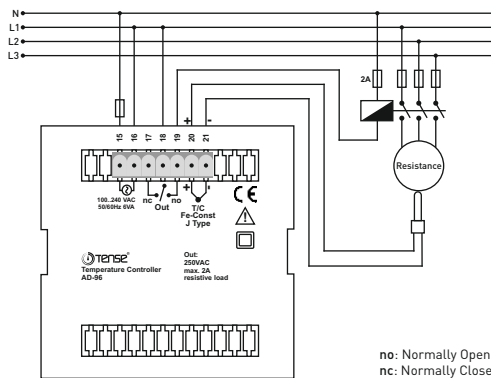 N
L1
L2
L3
2A
15 16 17 18 19 20 21
+ -
+ -
Resistance
100..240 VAC
50/60Hz 6VA
nc no
Out
T/C
Fe-Const
J Type
CE
TENSE®
Temperature Controller
AD-96
Out:
250VAC
max. 2A
resistive load
no: Normally Open
nc: Normally Close